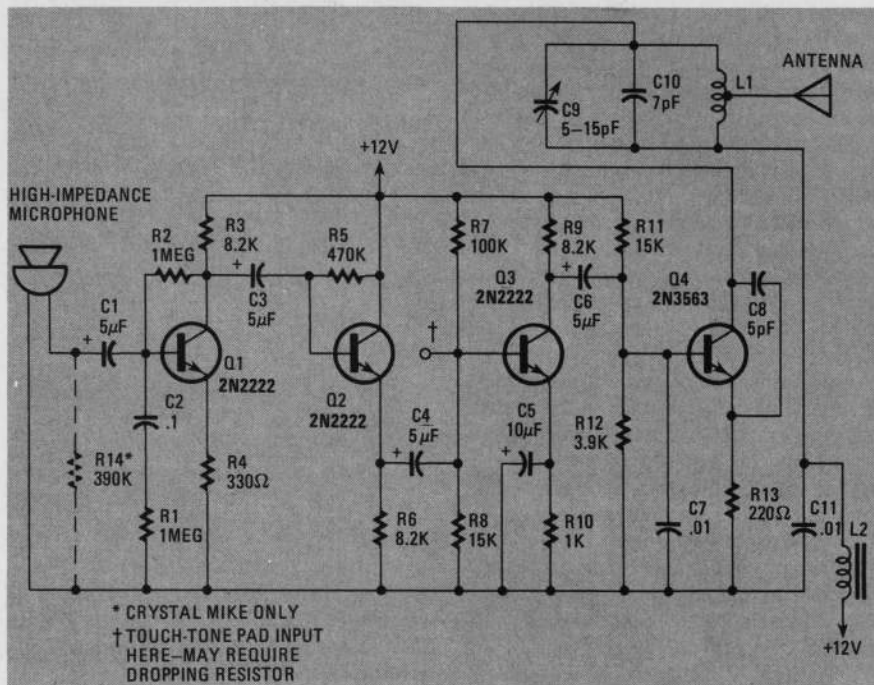 HIGH-IMPEDANCE
MICROPHONE
C1
5µF
R14*
390K
R2
1MEG
C2
.1
R1
1MEG
R3
8.2K
Q1
2N2222
R4
330Ω
+
C3
5µF
R5
470K
+12V
Q2
2N2222
R6
8.2K
C4
5µF
†
R7
100K
R8
15K
Q3
2N2222
C5
10µF
R9
8.2K
R10
1K
C6
5µF
R11
15K
R12
3.9K
C7
.01
Q4
2N3563
C8
5pF
R13
220Ω
C11
.01
L2
+12V
C9
5–15pF
C10
7pF
L1
ANTENNA
* CRYSTAL MIKE ONLY
† TOUCH-TONE PAD INPUT
HERE–MAY REQUIRE
DROPPING RESISTOR